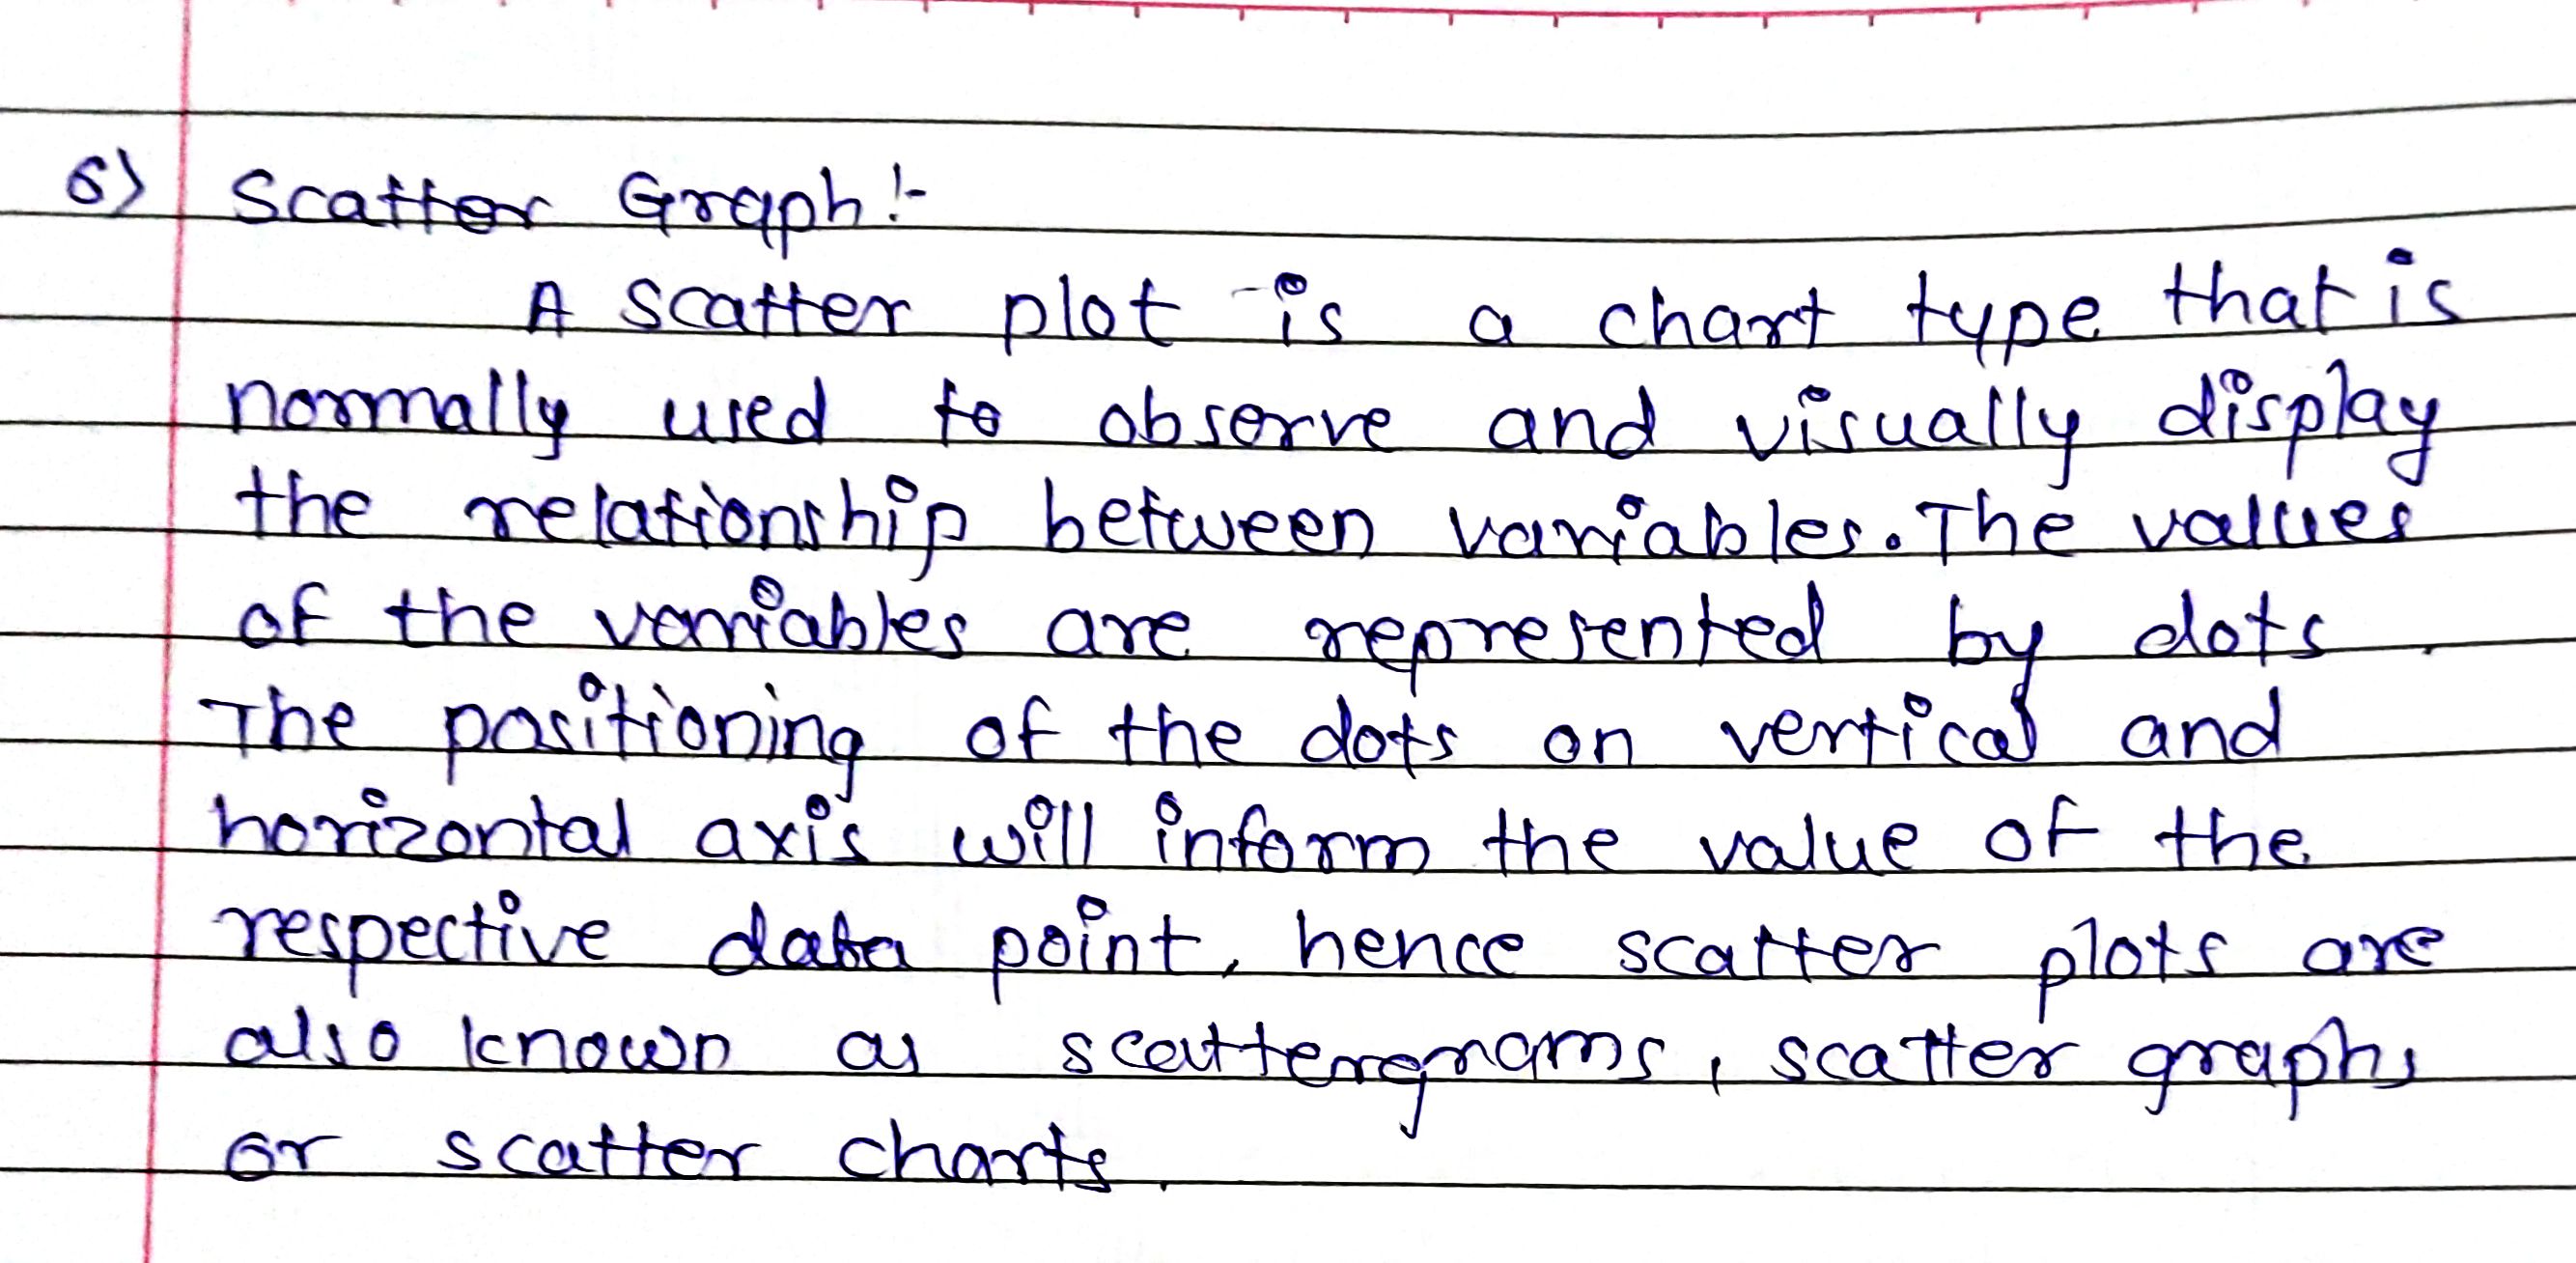 6) Scatter Graph:-
A scatter plot is a chart type that is
normally used to observe and visually display
the relationship between variables. The values
of the variables are represented by dots.
The positioning of the dots on vertical and
horizontal axis will inform the value of the
respective data point, hence scatter plots are
also known as scattergrams, scatter graphs
or scatter charts.